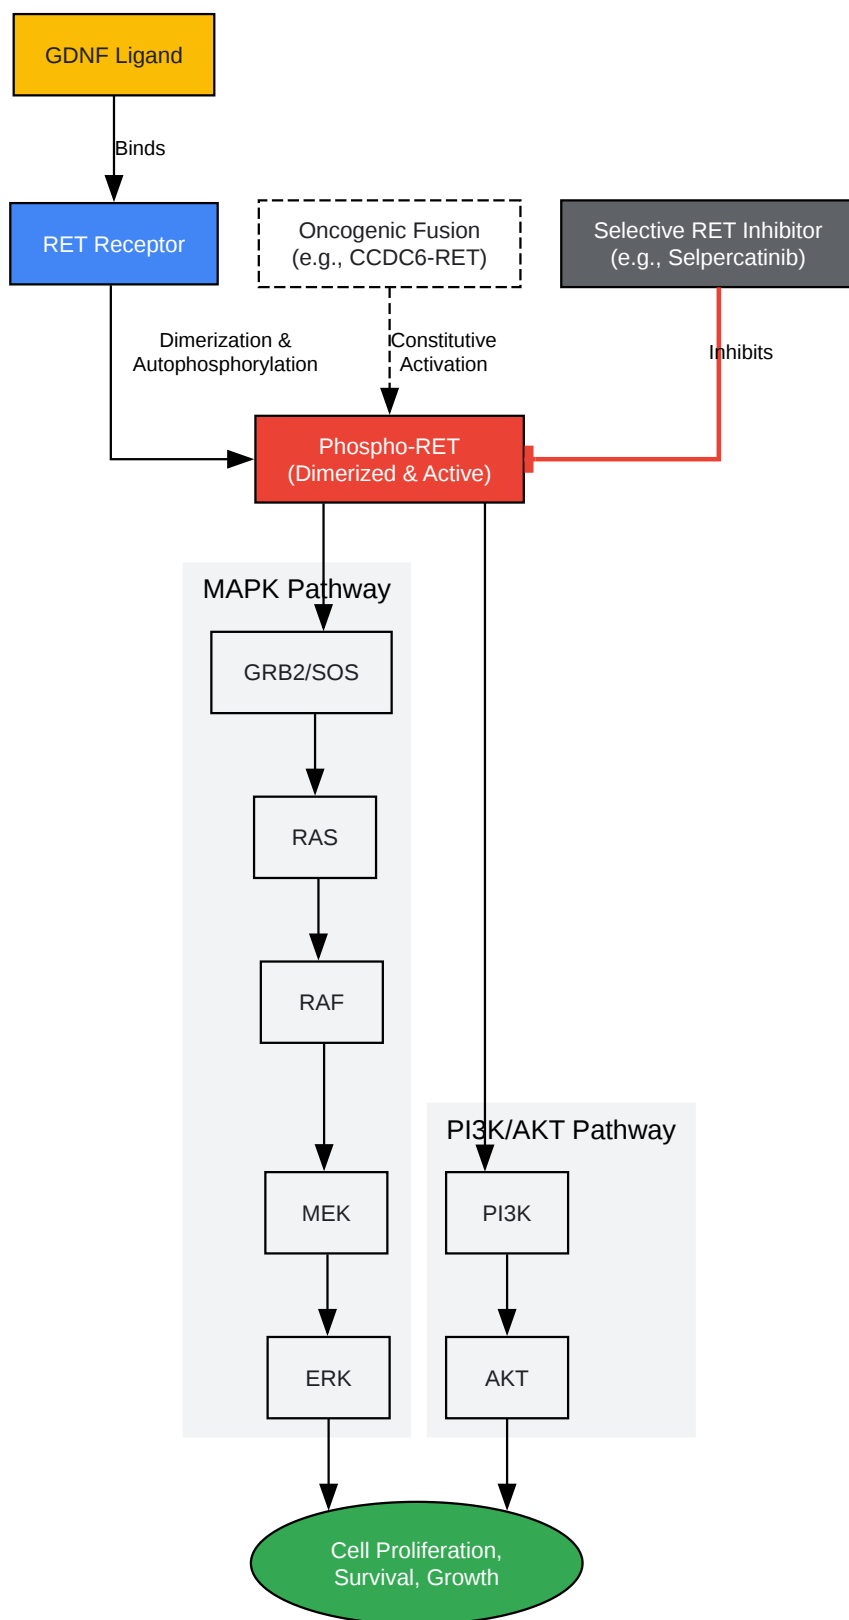 GDNF Ligand
Binds
RET Receptor
Oncogenic Fusion
(e.g., CCDC6-RET)
Selective RET Inhibitor
(e.g., Selpercatinib)
Dimerization &
Autophosphorylation
Constitutive
Activation
Inhibits
Phospho-RET
(Dimerized & Active)
MAPK Pathway
GRB2/SOS
RAS
RAF
MEK
ERK
PI3K/AKT Pathway
PI3K
AKT
Cell Proliferation,
Survival, Growth